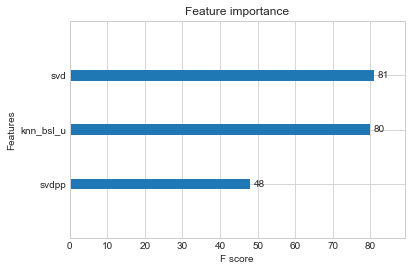 Feature importance
Features
svd
81
knn_bsl_u
80
svdpp
48
0 10 20 30 40 50 60 70 80
F score